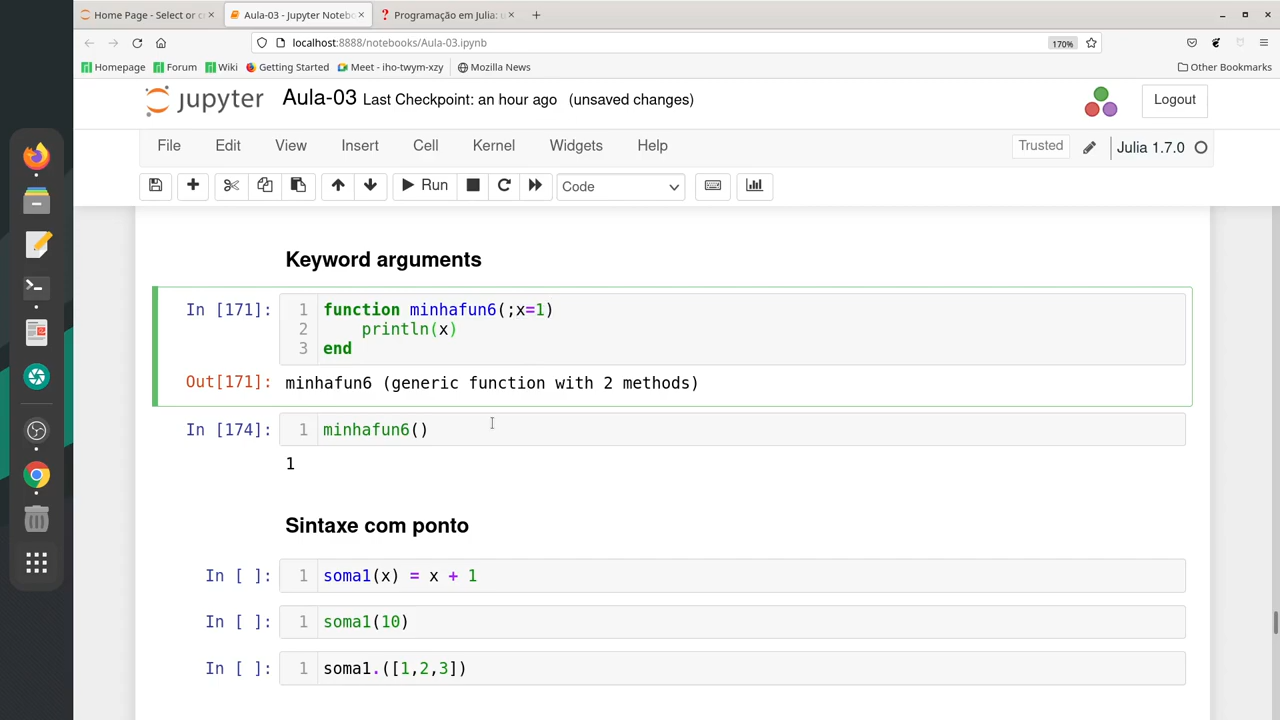 Home Page - Select or c
Aula-03 - Jupyter Notebo
Programação em Julia: u
localhost:8888/notebooks/Aula-03.ipynb
170%
Homepage
Forum
Wiki
Getting Started
Meet - iho-twym-xzy
Mozilla News
Other Bookmarks
jupyter
Aula-03
Last Checkpoint: an hour ago
(unsaved changes)
Logout
File
Edit
View
Insert
Cell
Kernel
Widgets
Help
Trusted
Julia 1.7.0
Run
Code
Keyword arguments
In [171]:
1 function minhafun6(;x=1)
2 println(x)
3 end
Out[171]: minhafun6 (generic function with 2 methods)
In [174]: 1 minhafun6()
1
Sintaxe com ponto
In [ ]: 1 soma1(x) = x + 1
In [ ]: 1 soma1(10)
In [ ]: 1 soma1.([1,2,3])